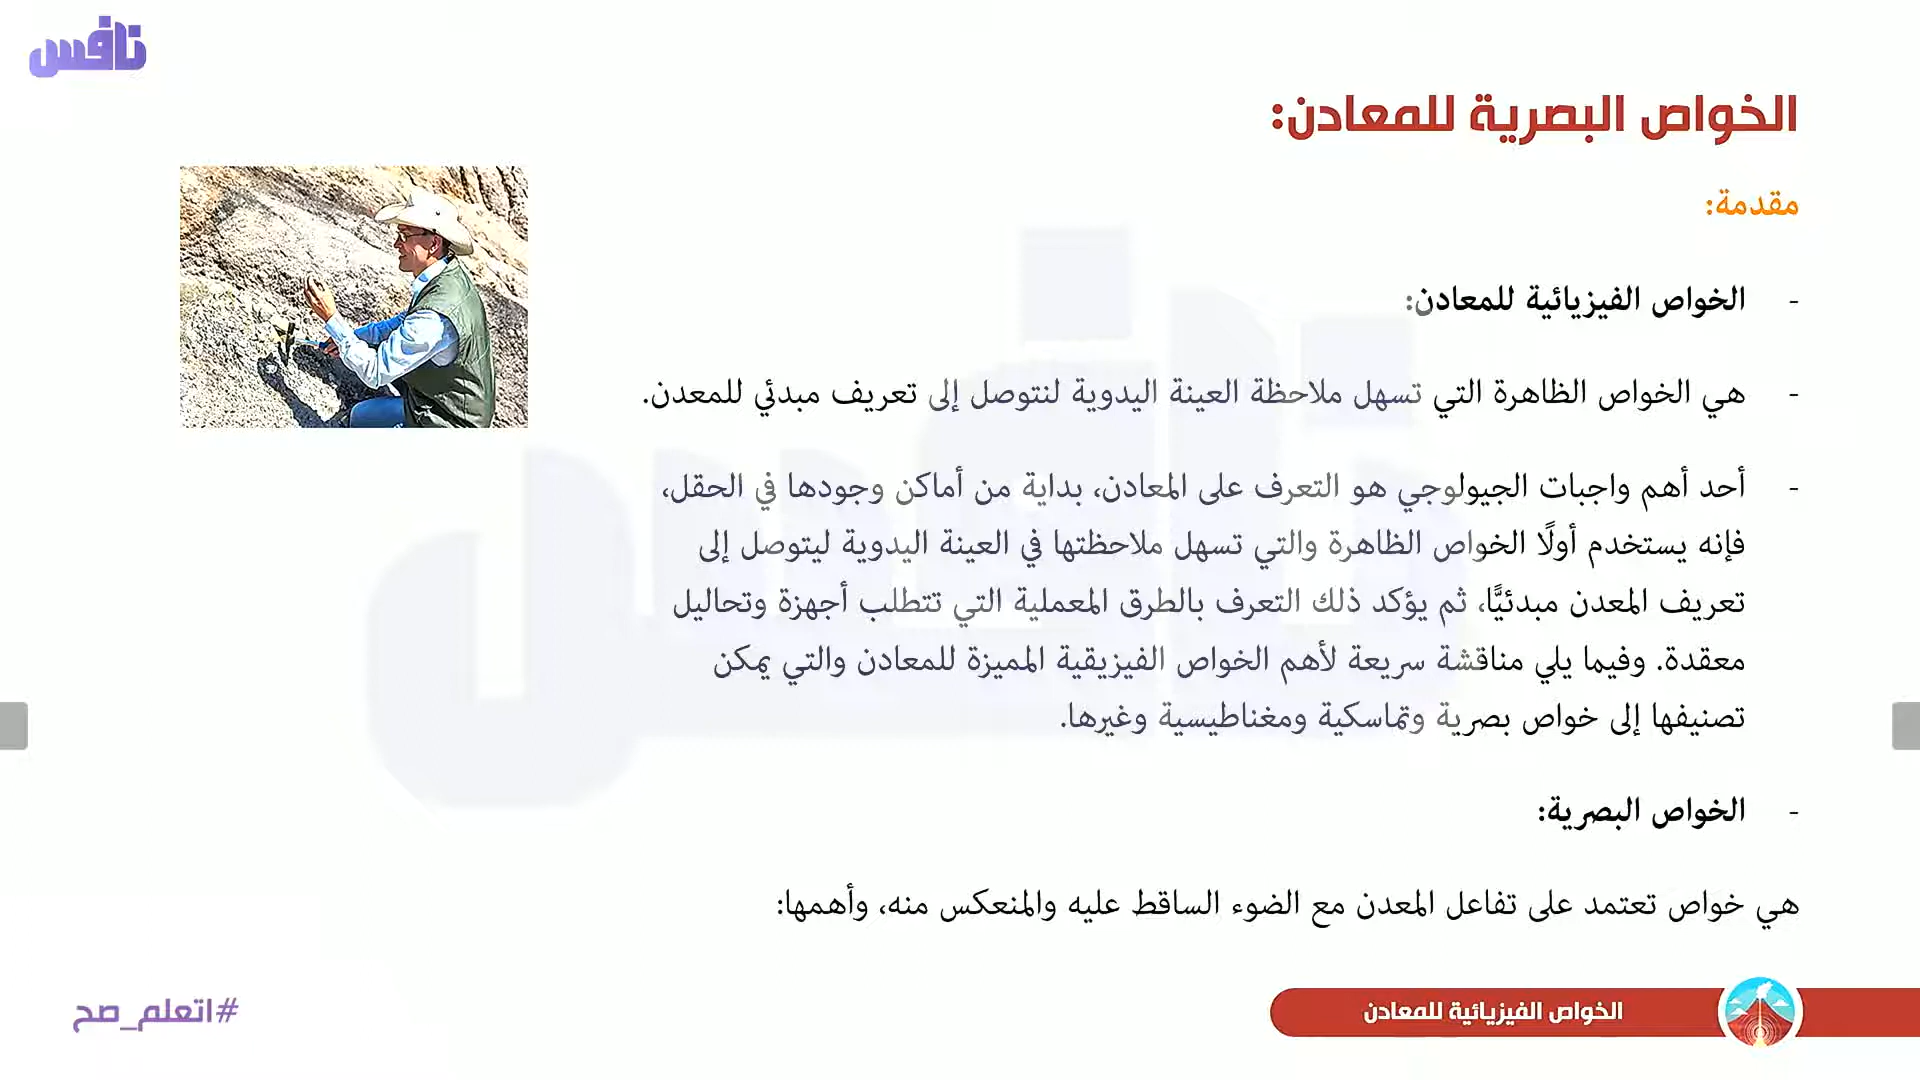 نافس
الخواص البصرية للمعادن:
مقدمة:
- الخواص الفيزيائية للمعادن:
- هي الخواص الظاهرة التي تسهل ملاحظة العينة اليدوية لنتوصل إلى تعريف مبدئي للمعدن.
- أحد أهم واجبات الجيولوجي هو التعرف على المعادن، بداية من أماكن وجودها في الحقل،
فإنه يستخدم أولًا الخواص الظاهرة والتي تسهل ملاحظتها في العينة اليدوية ليتوصل إلى
تعريف المعدن مبدئيًّا، ثم يؤكد ذلك التعرف بالطرق المعملية التي تتطلب أجهزة وتحاليل
معقدة. وفيما يلي مناقشة سريعة لأهم الخواص الفيزيقية المميزة للمعادن والتي يمكن
تصنيفها إلى خواص بصرية وتماسكية ومغناطيسية وغيرها.
- الخواص البصرية:
هي خواص تعتمد على تفاعل المعدن مع الضوء الساقط عليه والمنعكس منه، وأهمها:
الخواص الفيزيائية للمعادن
#اتعلم_صح